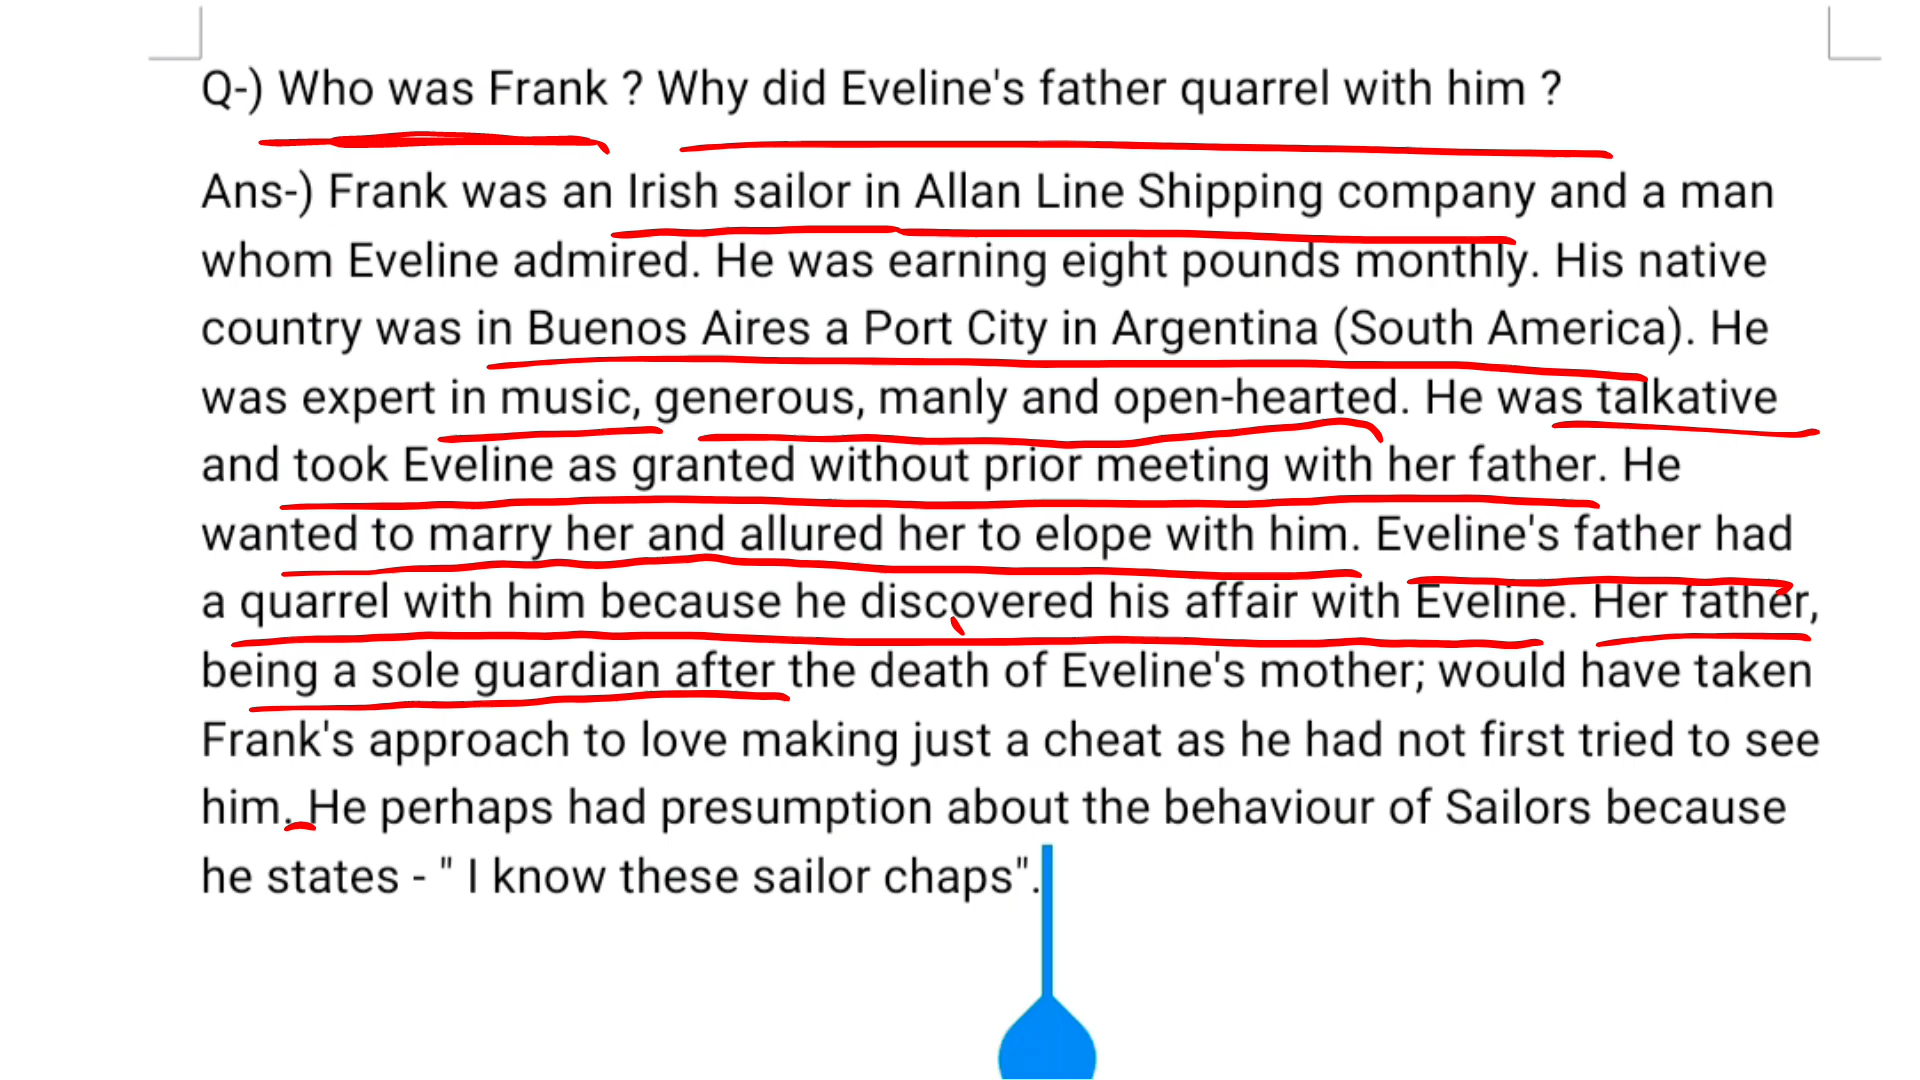 Q-) Who was Frank ? Why did Eveline's father quarrel with him ?
Ans-) Frank was an Irish sailor in Allan Line Shipping company and a man
whom Eveline admired. He was earning eight pounds monthly. His native
country was in Buenos Aires a Port City in Argentina (South America). He
was expert in music, generous, manly and open-hearted. He was talkative
and took Eveline as granted without prior meeting with her father. He
wanted to marry her and allured her to elope with him. Eveline's father had
a quarrel with him because he discovered his affair with Eveline. Her father,
being a sole guardian after the death of Eveline's mother; would have taken
Frank's approach to love making just a cheat as he had not first tried to see
him. He perhaps had presumption about the behaviour of Sailors because
he states - " I know these sailor chaps".